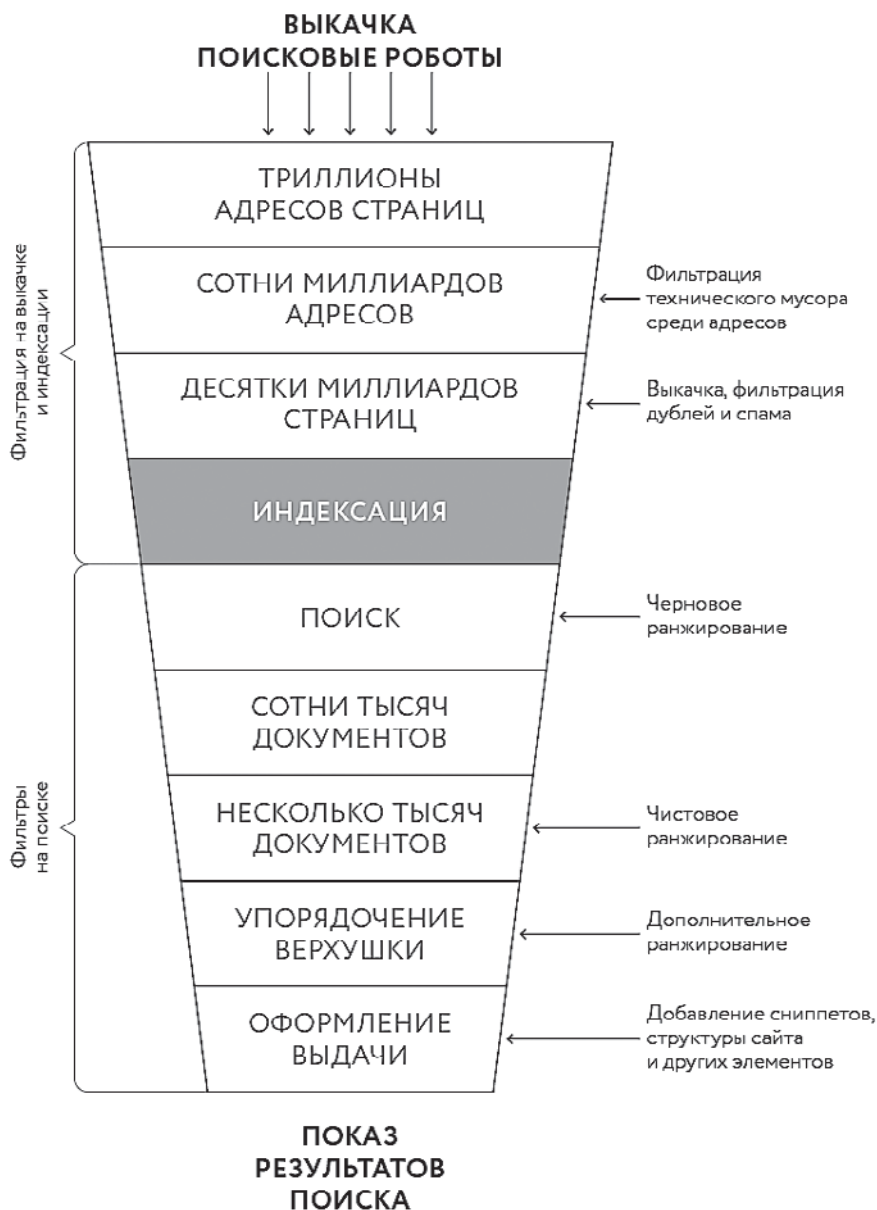 ВЫКАЧКА
ПОИСКОВЫЕ РОБОТЫ
ТРИЛЛИОНЫ
АДРЕСОВ СТРАНИЦ
СОТНИ МИЛЛИАРДОВ
АДРЕСОВ
Фильтрация
технического мусора
среди адресов
Фильтрация на выкачке
и индексации
ДЕСЯТКИ МИЛЛИАРДОВ
СТРАНИЦ
Выкачка, фильтрация
дублей и спама
ИНДЕКСАЦИЯ
ПОИСК
Черновое
ранжирование
СОТНИ ТЫСЯЧ
ДОКУМЕНТОВ
Фильтры
на поиске
НЕСКОЛЬКО ТЫСЯЧ
ДОКУМЕНТОВ
Чистовое
ранжирование
УПОРЯДОЧЕНИЕ
ВЕРХУШКИ
Дополнительное
ранжирование
ОФОРМЛЕНИЕ
ВЫДАЧИ
Добавление сниппетов,
структуры сайта
и других элементов
ПОКАЗ
РЕЗУЛЬТАТОВ
ПОИСКА